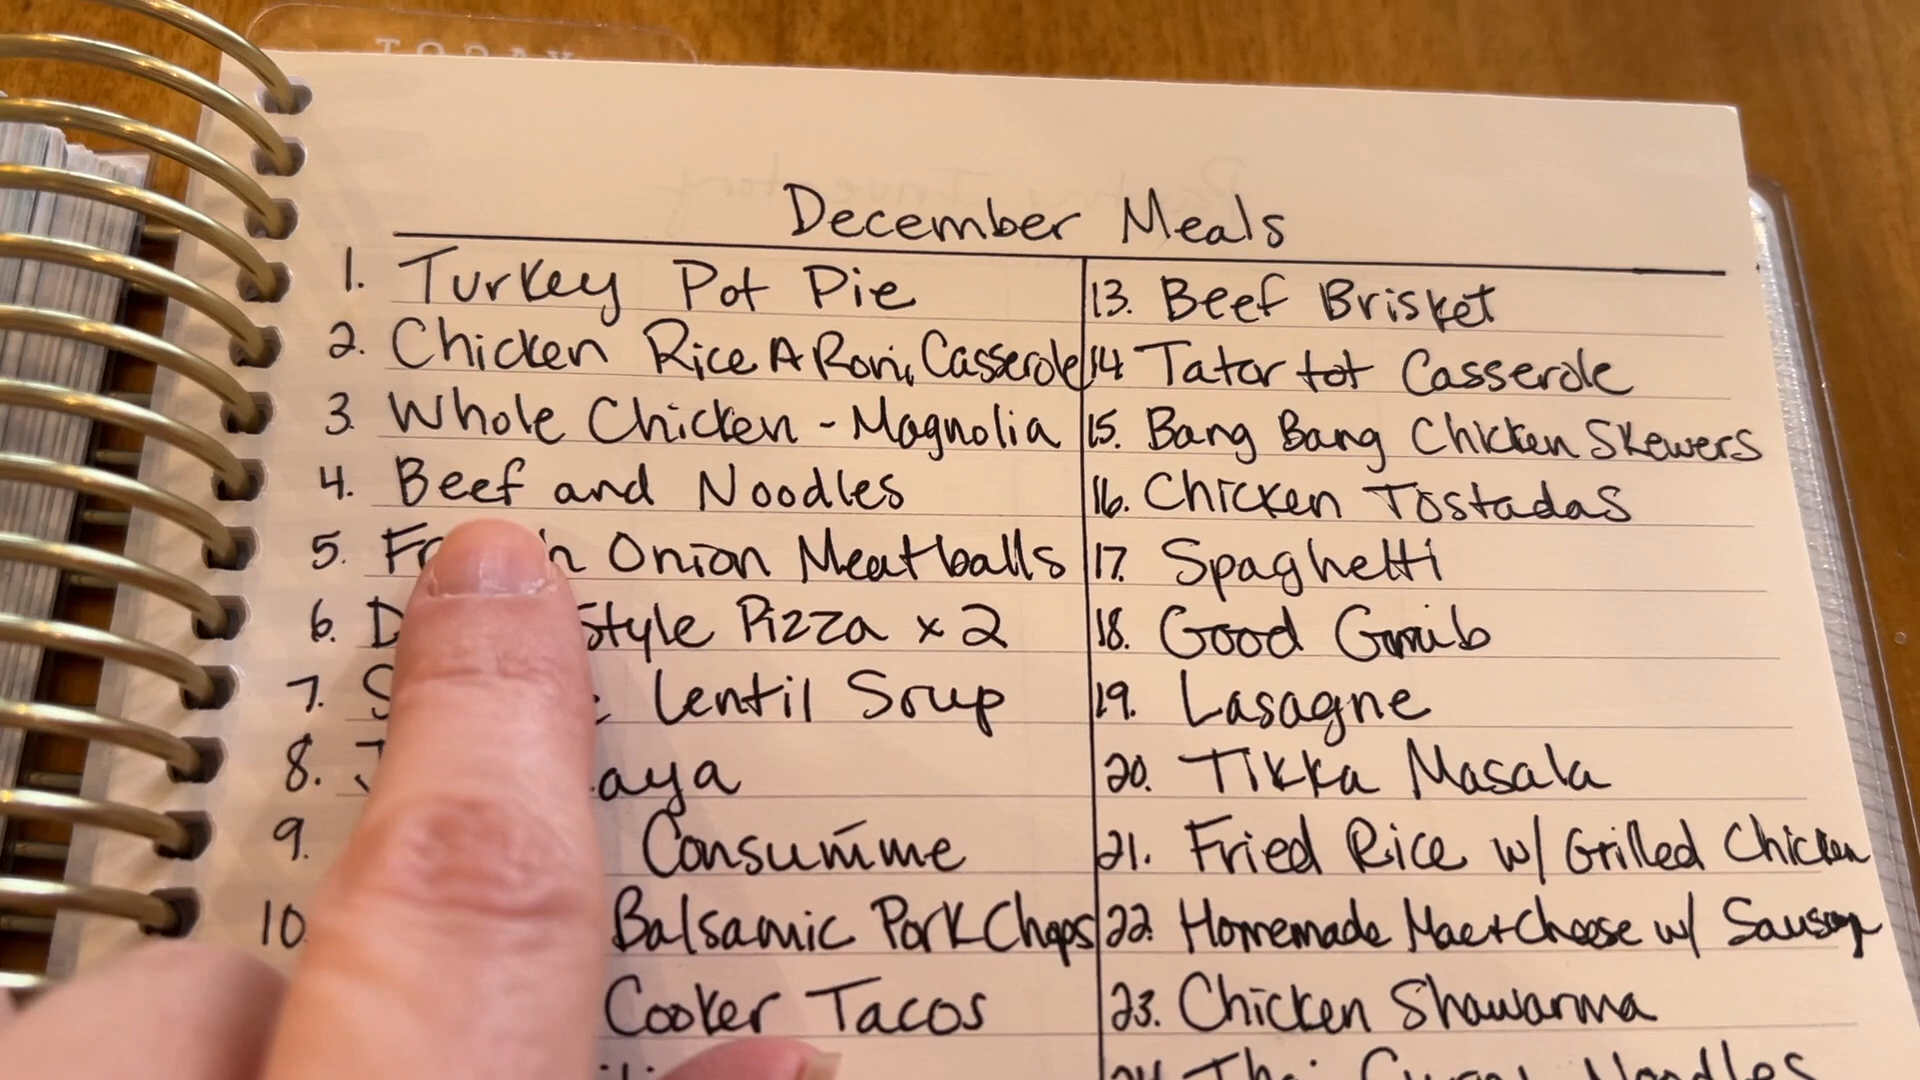 TODAY
December Meals
1. Turkey Pot Pie
2. Chicken Rice A Roni Casserole
3. Whole Chicken - Magnolia
4. Beef and Noodles
5. Onion Meatballs
6. Style Pizza x 2
7. Lentil Soup
8.
9. Consumme
10. Balsamic Pork Chops
Cooker Tacos
13. Beef Brisket
14 Tator tot Casserole
15. Bang Bang Chicken Skewers
16. Chicken Tostadas
17. Spaghetti
18. Good Grub
19. Lasagne
20. Tikka Masala
21. Fried Rice w/ Grilled Chicken
22. Homemade Mac + Cheese w/
23. Chicken Shawarma
Noodles